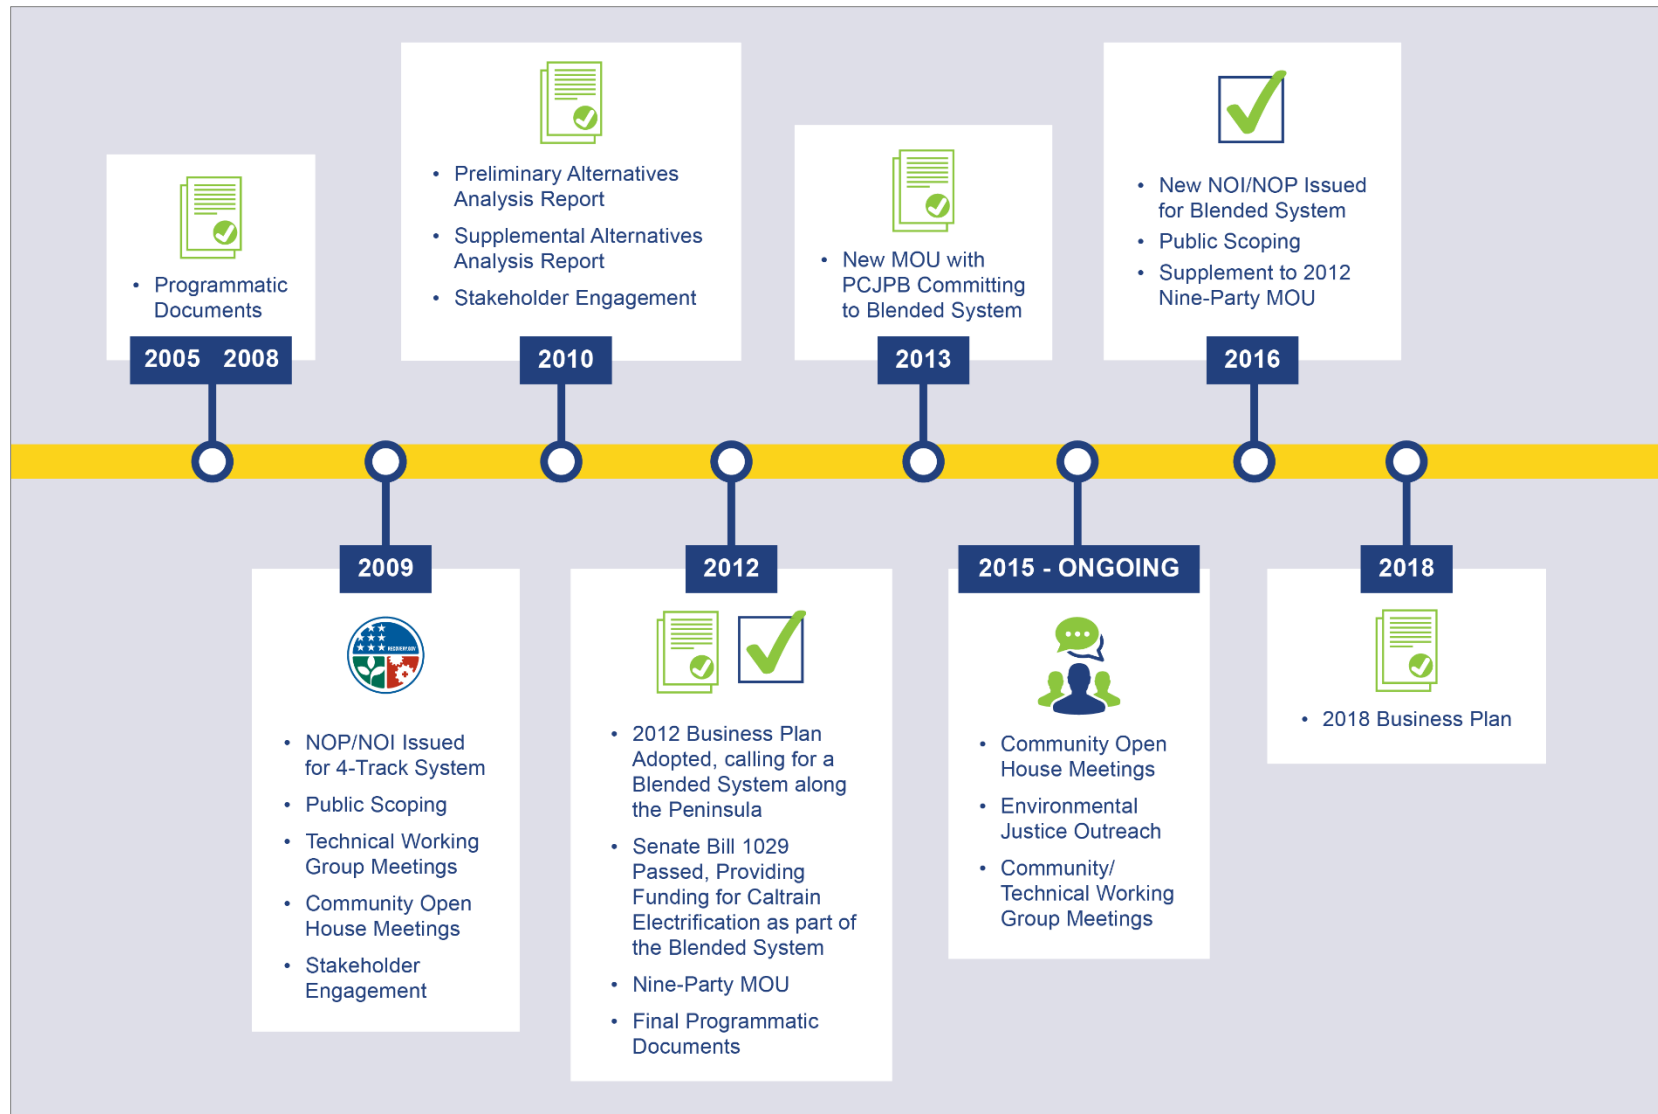 2005 2008
• Programmatic
Documents
2009
RECOVERY.GOV
• NOP/NOI Issued
for 4-Track System
• Public Scoping
• Technical Working
Group Meetings
• Community Open
House Meetings
• Stakeholder
Engagement
2010
• Preliminary Alternatives
Analysis Report
• Supplemental Alternatives
Analysis Report
• Stakeholder Engagement
2012
• 2012 Business Plan
Adopted, calling for a
Blended System along
the Peninsula
• Senate Bill 1029
Passed, Providing
Funding for Caltrain
Electrification as part of
the Blended System
• Nine-Party MOU
• Final Programmatic
Documents
2013
• New MOU with
PCJPB Committing
to Blended System
2015 - ONGOING
• Community Open
House Meetings
• Environmental
Justice Outreach
• Community/
Technical Working
Group Meetings
2016
• New NOI/NOP Issued
for Blended System
• Public Scoping
• Supplement to 2012
Nine-Party MOU
2018
• 2018 Business Plan